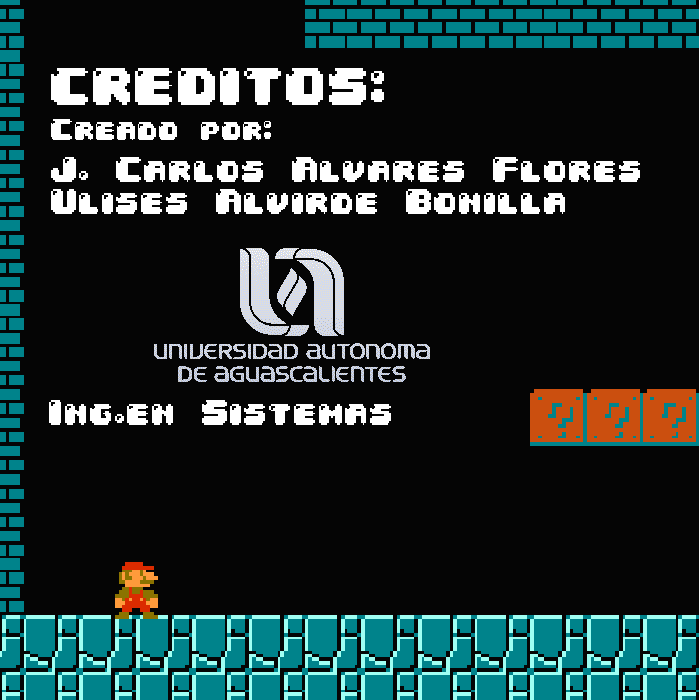 CREDITOS:
CREADO POR:
J. CARLOS ALVARES FLORES
ULISES ALVIRDE BONILLA
UNIVERSIDAD AUTONOMA
DE AGUASCALIENTES
ING.EN SISTEMAS
? ? ?